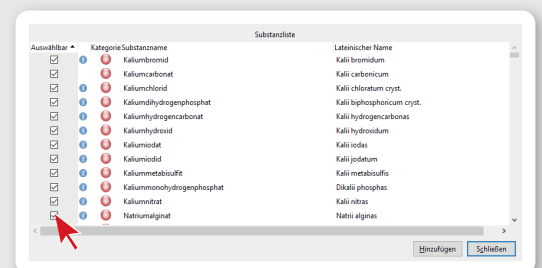 Substanzliste
Auswählbar Kategorie Substanzname Lateinischer Name
Kaliumbromid Kalii bromidum
Kaliumcarbonat Kalii carbonicum
Kaliumchlorid Kalii chloratum cryst.
Kaliumdihydrogenphosphat Kalii biphosphoricum cryst.
Kaliumhydrogencarbonat Kalii hydrogencarbonas
Kaliumhydroxid Kalii hydroxidum
Kaliumiodat Kalii iodas
Kaliumiodid Kalii jodatum
Kaliummetabisulfit Kalii metabisulfis
Kaliummonohydrogenphosphat Dikalii phosphas
Kaliumnitrat Kalii nitras
Natriumalginat Natrii alginas
Hinzufügen Schließen